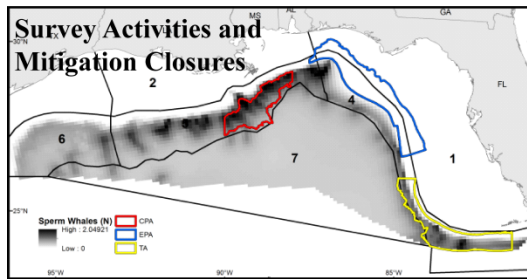 MS
AL
GA
30°N
Survey Activities and
Mitigation Closures
2
FL
4
5
1
6
7
25°N
Sperm Whales (N)
High : 2.04921
Low : 0
CPA
EPA
TA
95°W
90°W
85°W